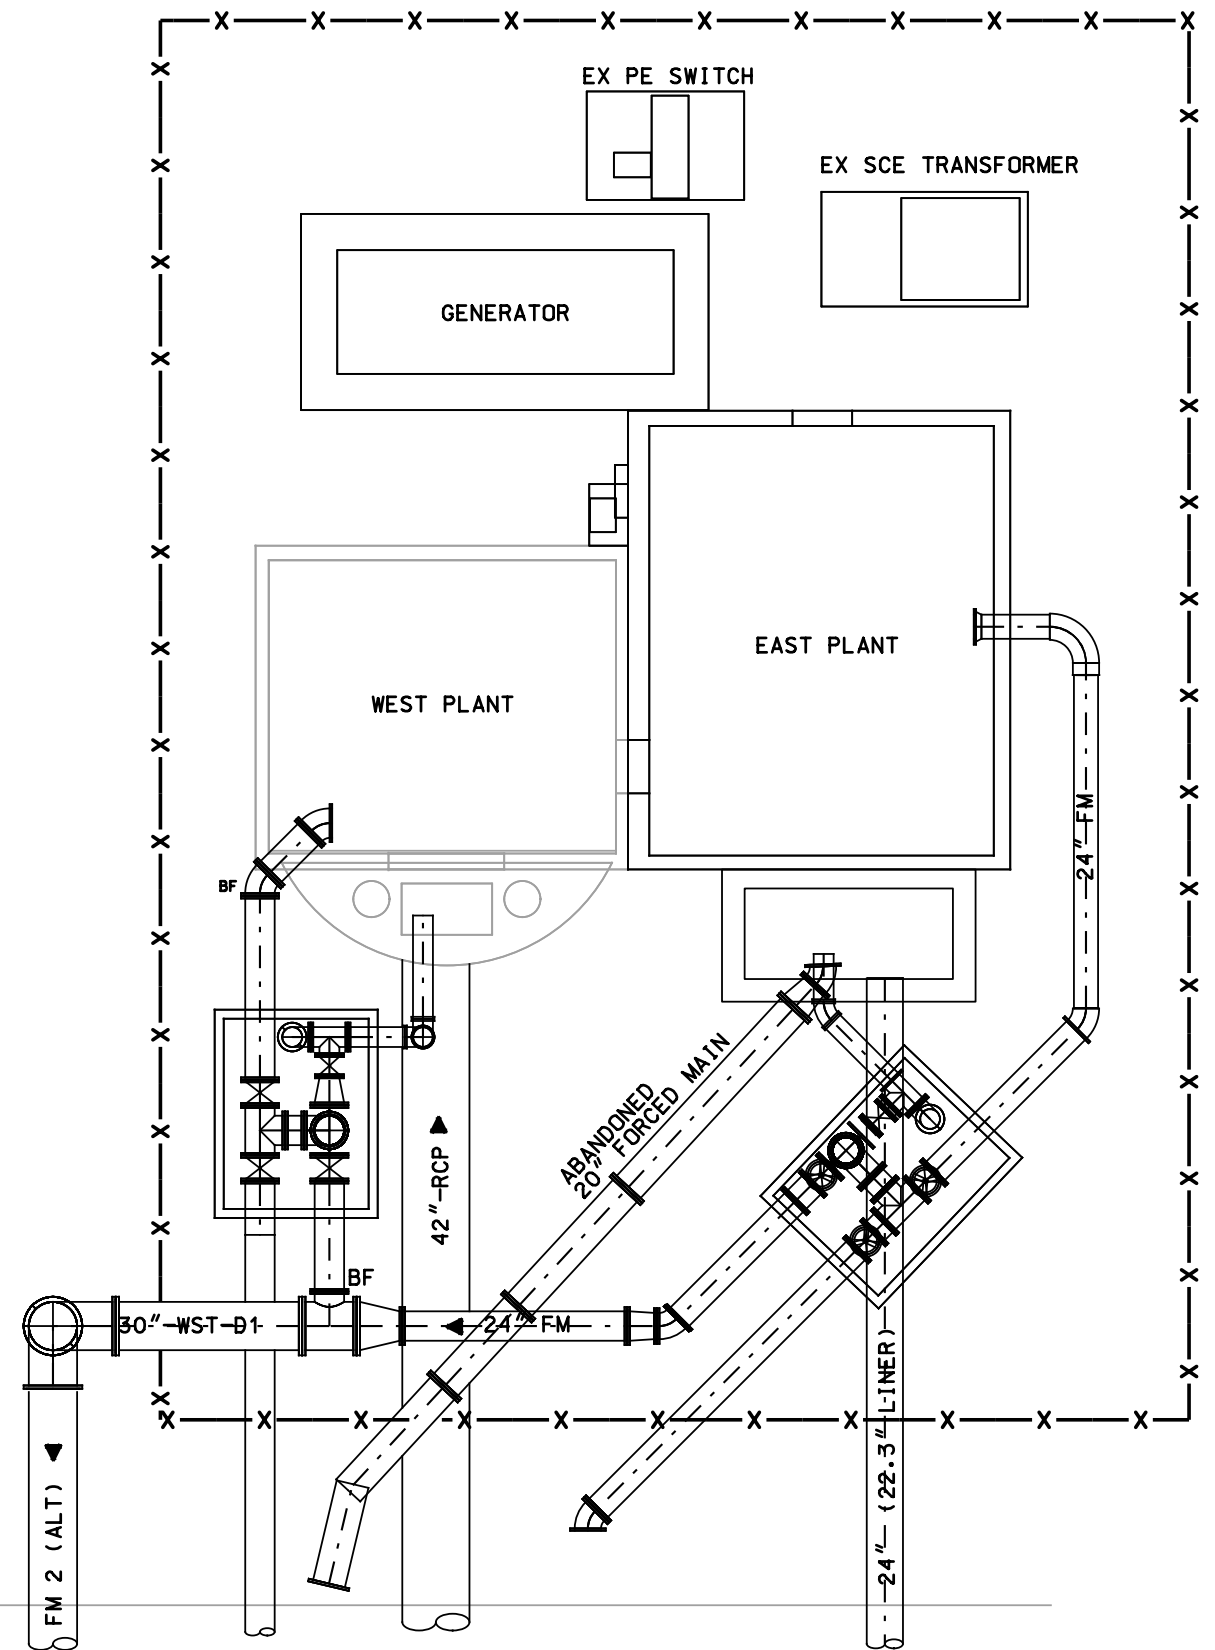 EX PE SWITCH
EX SCE TRANSFORMER
GENERATOR
EAST PLANT
WEST PLANT
24" FM
BF
ABANDONED
20" FORCED MAIN
42"-RCP
BF
30"-WST-D1
24" FM
24" (22.3" LINER)
FM 2 (ALT)